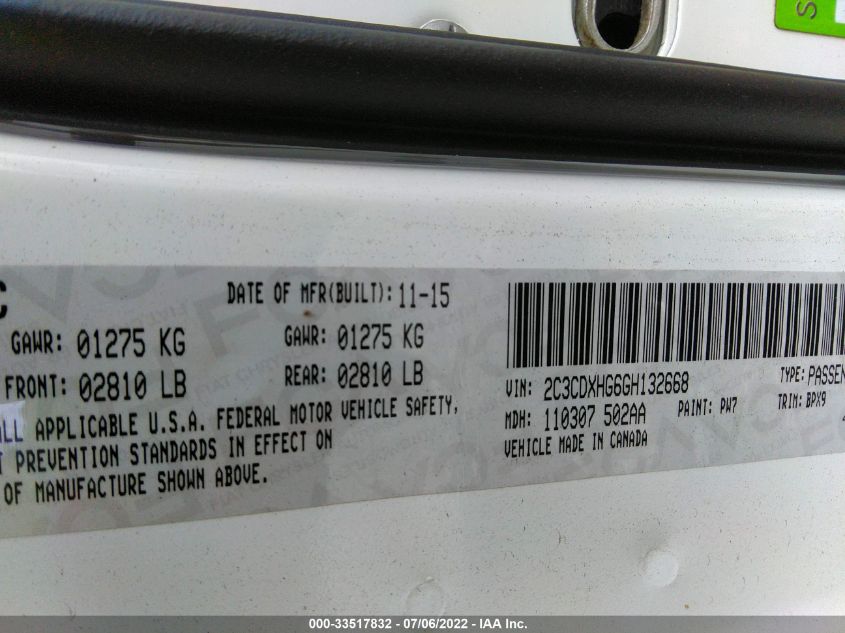 S
C
DATE OF MFR(BUILT): 11-15
GAWR: 01275 KG GAWR: 01275 KG
FRONT: 02810 LB REAR: 02810 LB
ALL APPLICABLE U.S.A. FEDERAL MOTOR VEHICLE SAFETY,
PREVENTION STANDARDS IN EFFECT ON
OF MANUFACTURE SHOWN ABOVE.
VIN: 2C3CDXHG6GH132668 TYPE: PASSEN
MDH: 110307 502AA PAINT: PW7 TRIM: BPX9
VEHICLE MADE IN CANADA
000-33517832 - 07/06/2022 - IAA Inc.